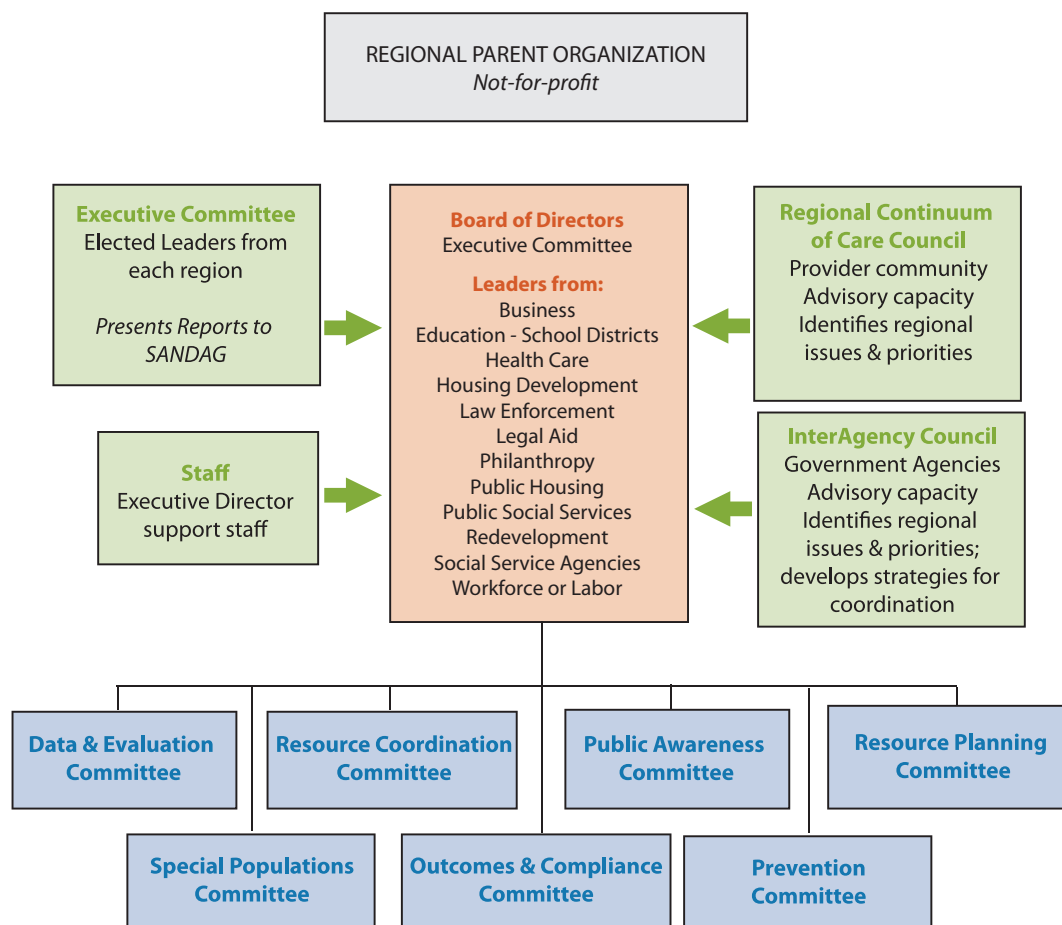 REGIONAL PARENT ORGANIZATION
Not-for-profit
Executive Committee
Elected Leaders from
each region
Presents Reports to
SANDAG
Staff
Executive Director
support staff
Board of Directors
Executive Committee
Leaders from:
Business
Education - School Districts
Health Care
Housing Development
Law Enforcement
Legal Aid
Philanthropy
Public Housing
Public Social Services
Redevelopment
Social Service Agencies
Workforce or Labor
Regional Continuum
of Care Council
Provider community
Advisory capacity
Identifies regional
issues & priorities
InterAgency Council
Government Agencies
Advisory capacity
Identifies regional
issues & priorities;
develops strategies for
coordination
Data & Evaluation
Committee
Resource Coordination
Committee
Public Awareness
Committee
Resource Planning
Committee
Special Populations
Committee
Outcomes & Compliance
Committee
Prevention
Committee